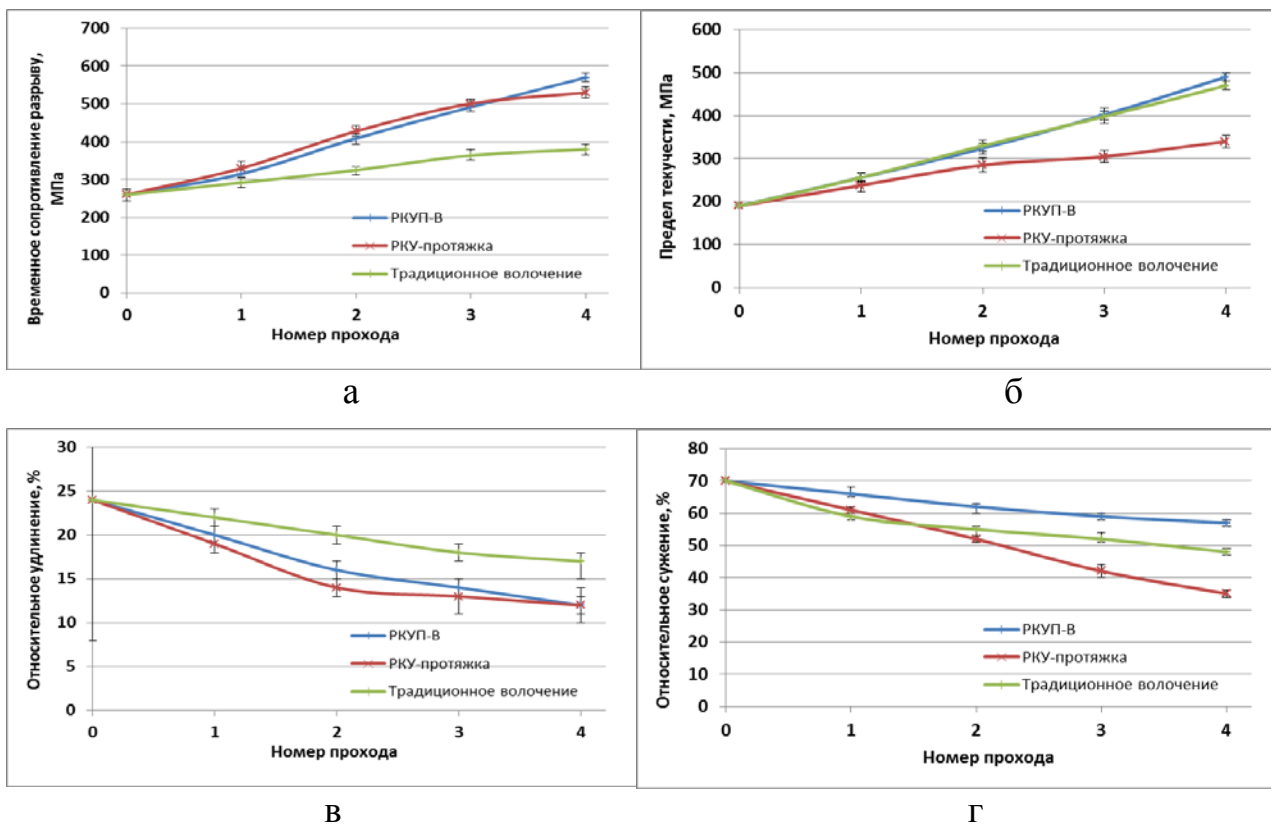 Временное сопротивление разрыву,
МПа
700
600
500
400
300
200
100
0
0 1 2 3 4
Номер прохода
РКУП-В
РКУ-протяжка
Традиционное волочение
а
Предел текучести, МПа
600
500
400
300
200
100
0
0 1 2 3 4
Номер прохода
РКУП-В
РКУ-протяжка
Традиционное волочение
б
Относительное удлинение, %
30
25
20
15
10
5
0
0 1 2 3 4
Номер прохода
РКУП-В
РКУ-протяжка
Традиционное волочение
в
Относительное сужение, %
80
70
60
50
40
30
20
10
0
0 1 2 3 4
Номер прохода
РКУП-В
РКУ-протяжка
Традиционное волочение
г